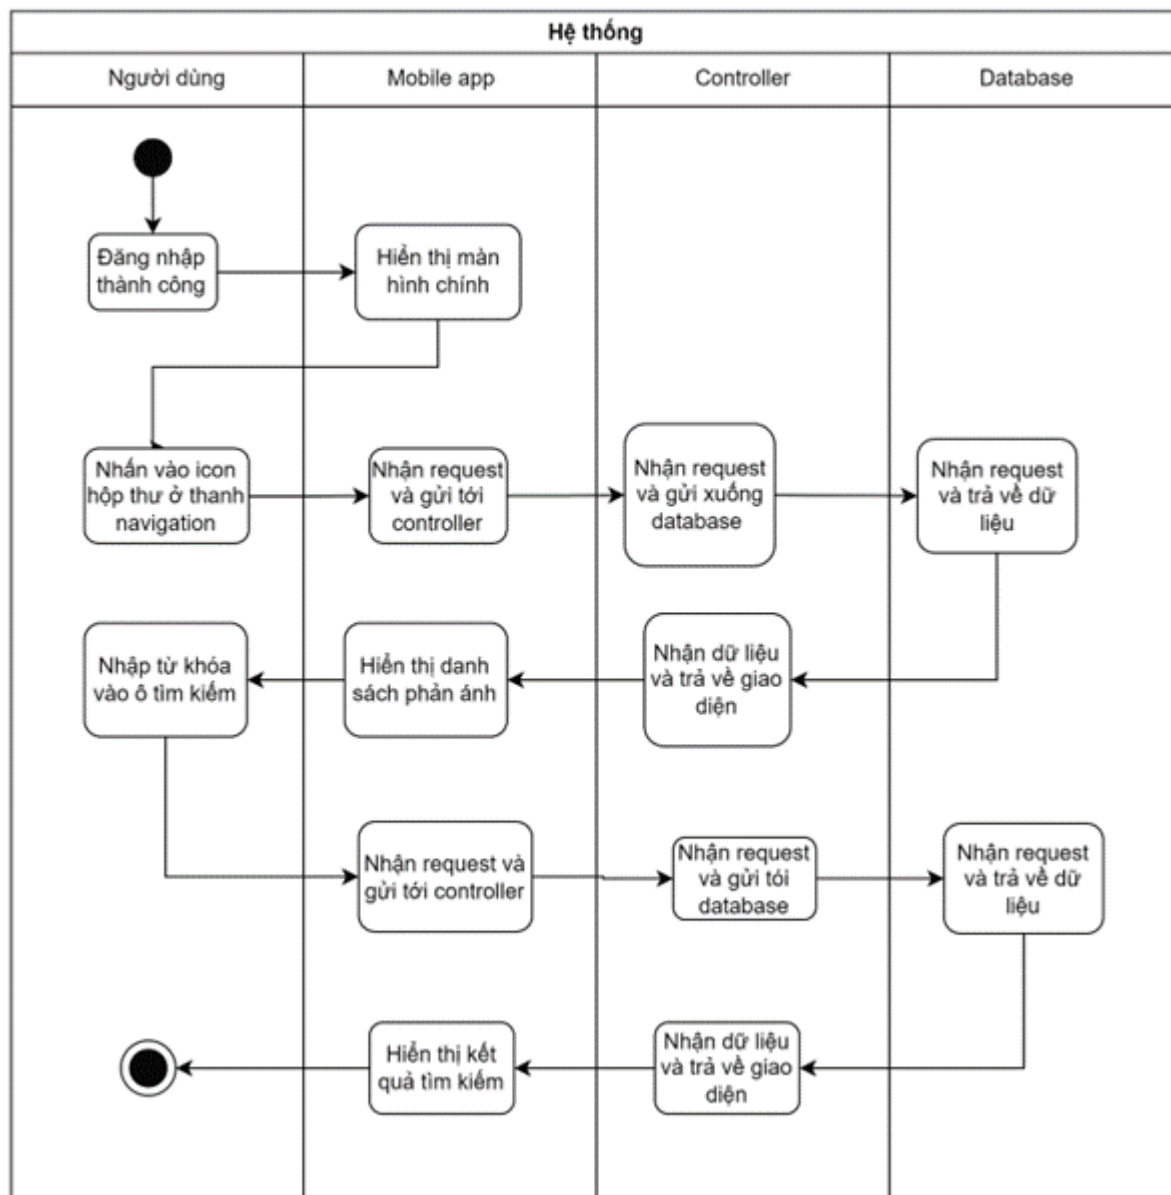 Hệ thống
Người dùng
Mobile app
Controller
Database
Đăng nhập
thành công
Hiển thị màn
hình chính
Nhấn vào icon
hộp thư ở thanh
navigation
Nhận request
và gửi tới
controller
Nhận request
và gửi xuống
database
Nhận request
và trả về dữ
liệu
Nhập từ khóa
vào ô tìm kiếm
Hiển thị danh
sách phản ánh
Nhận dữ liệu
và trả về giao
diện
Nhận request và
gửi tới controller
Nhận request
và gửi tói
database
Nhận request
và trả về dữ
liệu
Hiển thị kết
quả tìm kiếm
Nhận dữ liệu
và trả về giao
diện